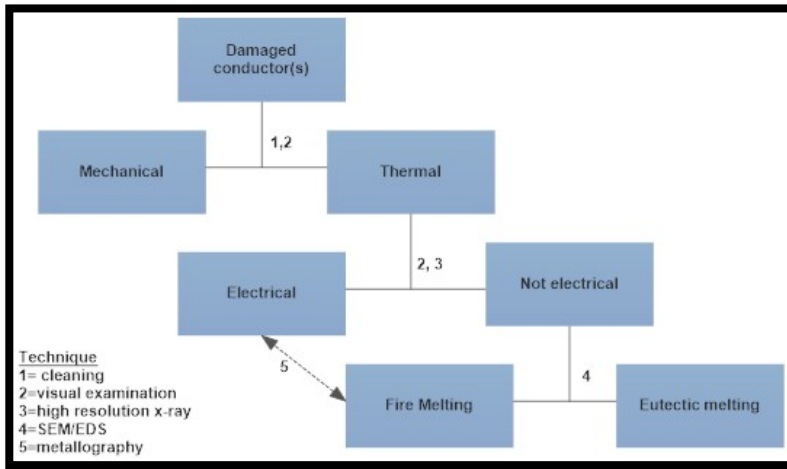 Damaged
conductor(s)
1,2
Mechanical
Thermal
2, 3
Electrical
Not electrical
5
4
Fire Melting
Eutectic melting
Technique
1= cleaning
2=visual examination
3=high resolution x-ray
4=SEM/EDS
5=metallography